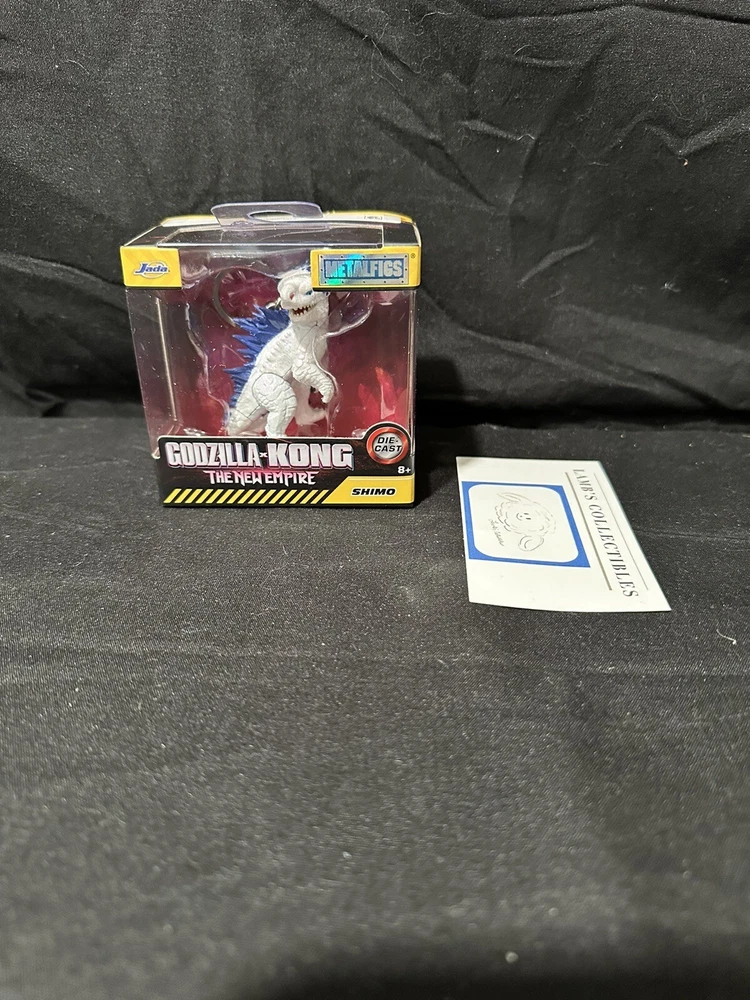 Jada
METALFIGS
®
GODZILLA x KONG
THE NEW EMPIRE
DIE-
CAST
8+
SHIMO
LAMB'S COLLECTIBLES